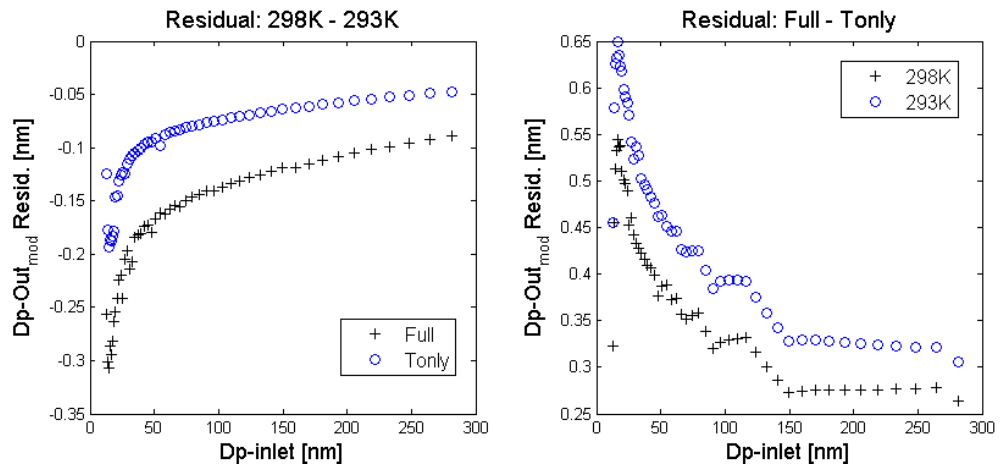 Residual: 298K - 293K
0
-0.05
-0.1
-0.15
-0.2
-0.25
-0.3
-0.35
Dp-Out_mod Resid. [nm]
Full
Tonly
0 50 100 150 200 250 300
Dp-inlet [nm]
Residual: Full - Tonly
0.65
0.6
0.55
0.5
0.45
0.4
0.35
0.3
0.25
Dp-Out_mod Resid. [nm]
298K
293K
0 50 100 150 200 250 300
Dp-inlet [nm]